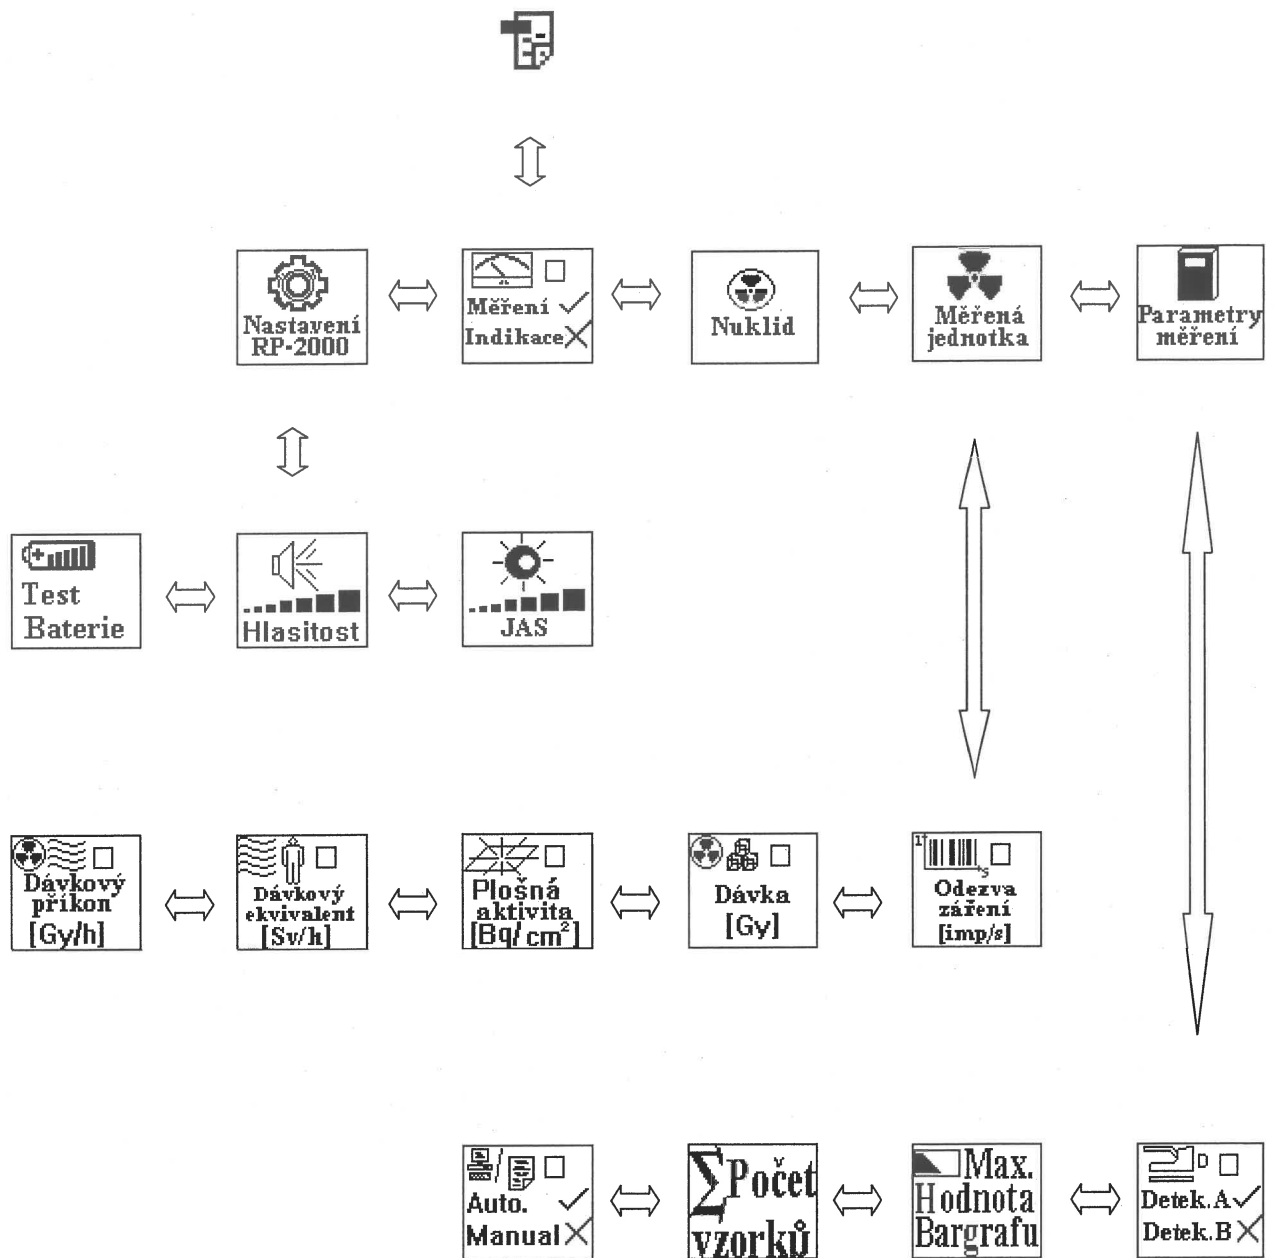 Nastavení
RP-2000
Měření
Indikace
Nuklid
Měřená
jednotka
Parametry
měření
Test
Baterie
Hlasitost
JAS
Dávkový
příkon
[Gy/h]
Dávkový
ekvivalent
[Sv/h]
Plošná
aktivita
[Bq/cm²]
Dávka
[Gy]
1
s
Odezva
záření
[imp/s]
Auto.
Manual
∑Počet
vzorků
Max.
Hodnota
Bargrafu
Detek.A
Detek.B